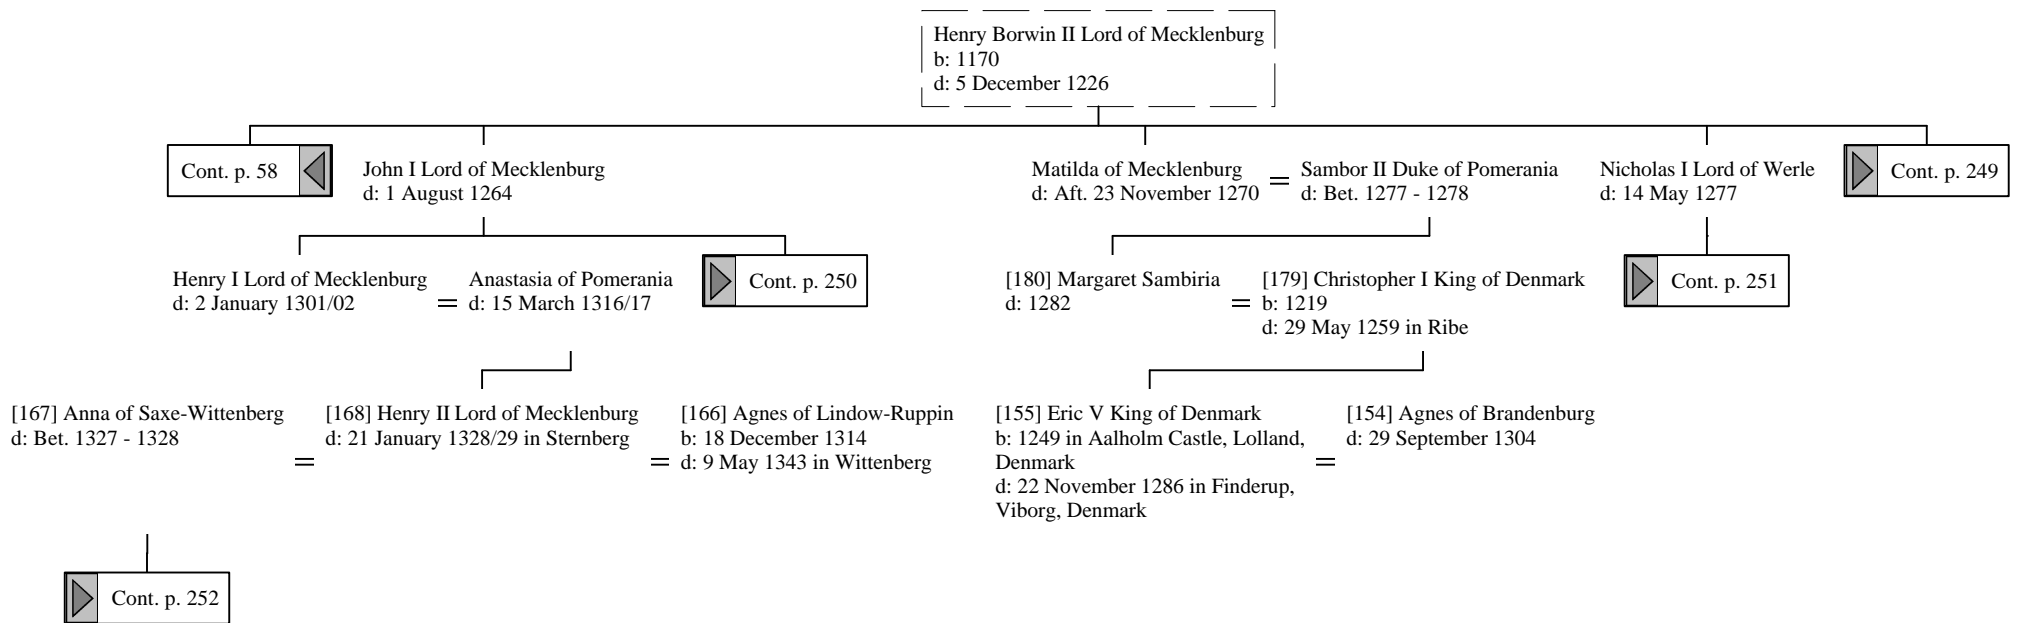 Henry Borwin II Lord of Mecklenburg
b: 1170
d: 5 December 1226
Cont. p. 58
John I Lord of Mecklenburg
d: 1 August 1264
Matilda of Mecklenburg
d: Aft. 23 November 1270
=
Sambor II Duke of Pomerania
d: Bet. 1277 - 1278
Nicholas I Lord of Werle
d: 14 May 1277
Cont. p. 249
Henry I Lord of Mecklenburg
d: 2 January 1301/02
=
Anastasia of Pomerania
d: 15 March 1316/17
Cont. p. 250
[180] Margaret Sambiria
d: 1282
=
[179] Christopher I King of Denmark
b: 1219
d: 29 May 1259 in Ribe
Cont. p. 251
[167] Anna of Saxe-Wittenberg
d: Bet. 1327 - 1328
=
[168] Henry II Lord of Mecklenburg
d: 21 January 1328/29 in Sternberg
=
[166] Agnes of Lindow-Ruppin
b: 18 December 1314
d: 9 May 1343 in Wittenberg
[155] Eric V King of Denmark
b: 1249 in Aalholm Castle, Lolland,
Denmark
d: 22 November 1286 in Finderup,
Viborg, Denmark
=
[154] Agnes of Brandenburg
d: 29 September 1304
Cont. p. 252